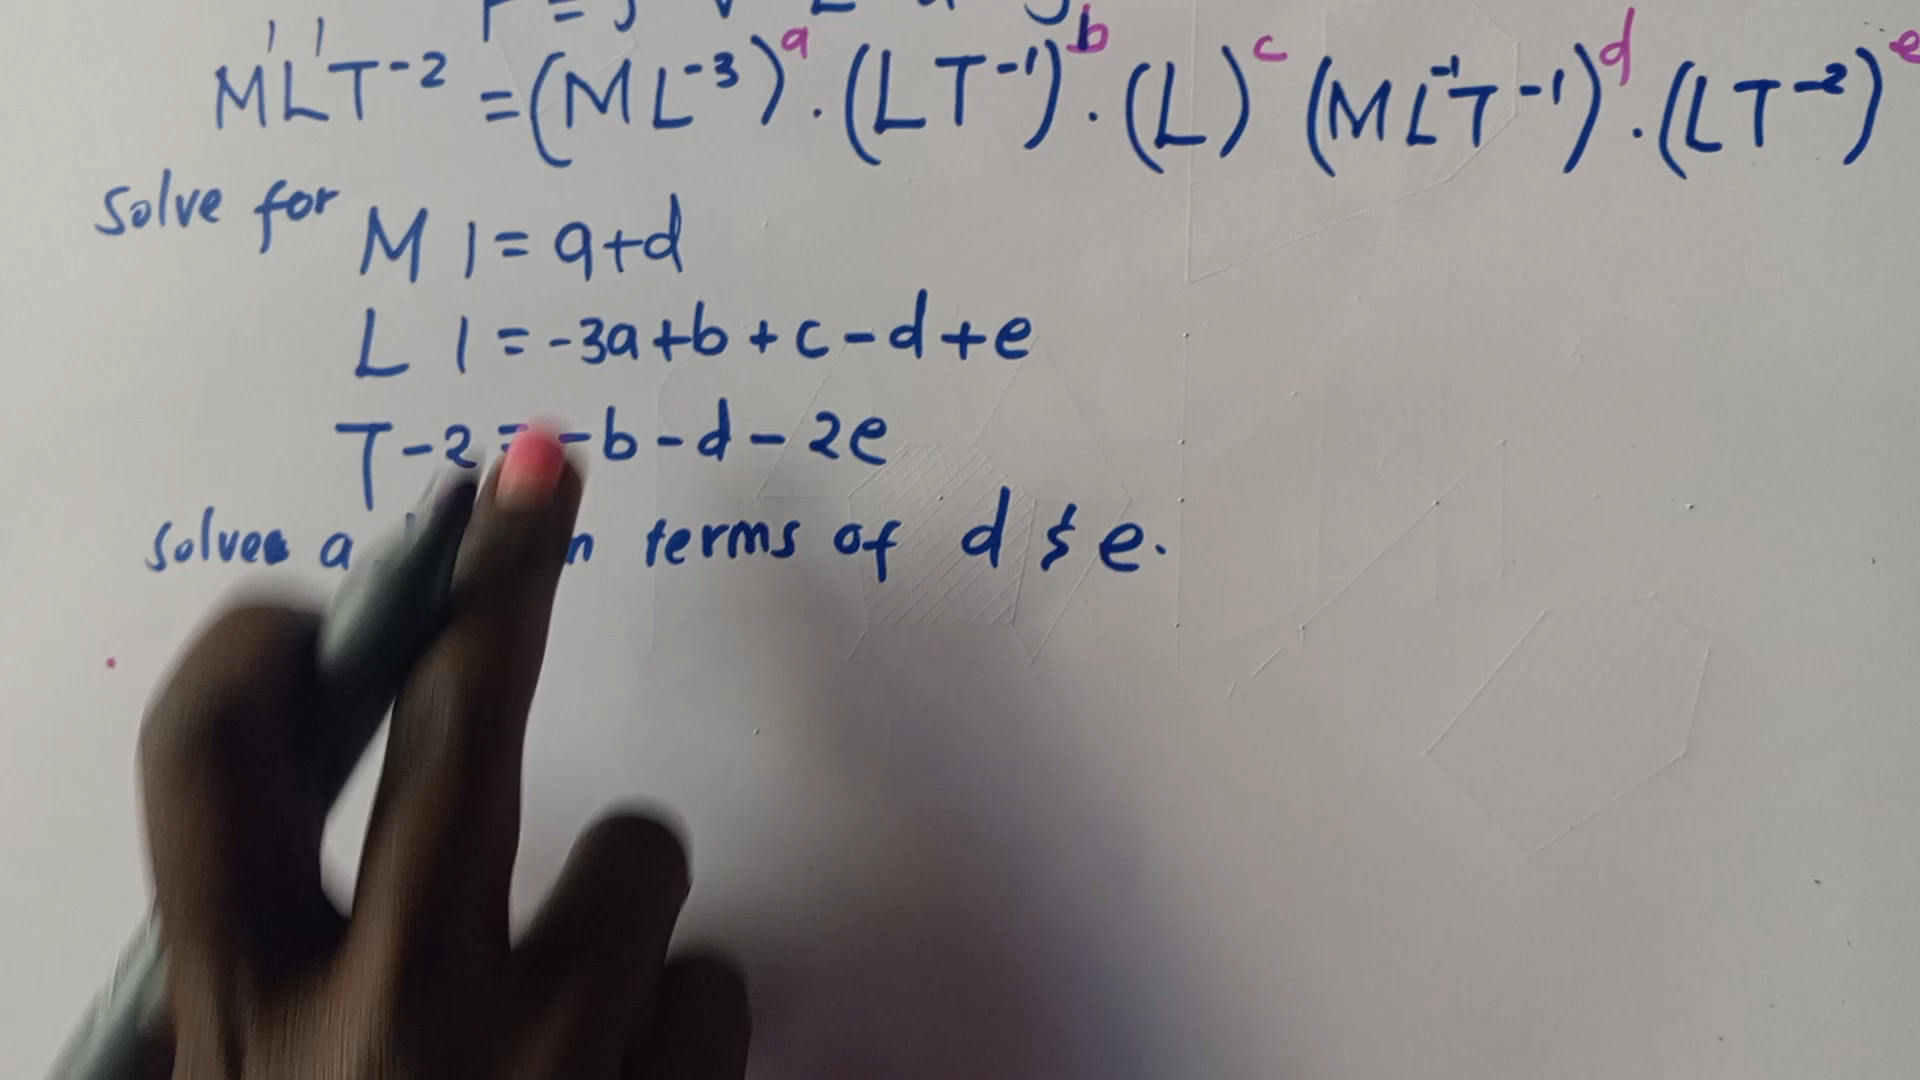 MLT-2 = (ML-3)a . (LT-1)b . (L)c (ML-1T-1)d . (LT-2)e
Solve for
M 1 = a+d
L 1 = -3a+b+c-d+e
T -2 = -b-d-2e
Solves a terms of d & e.